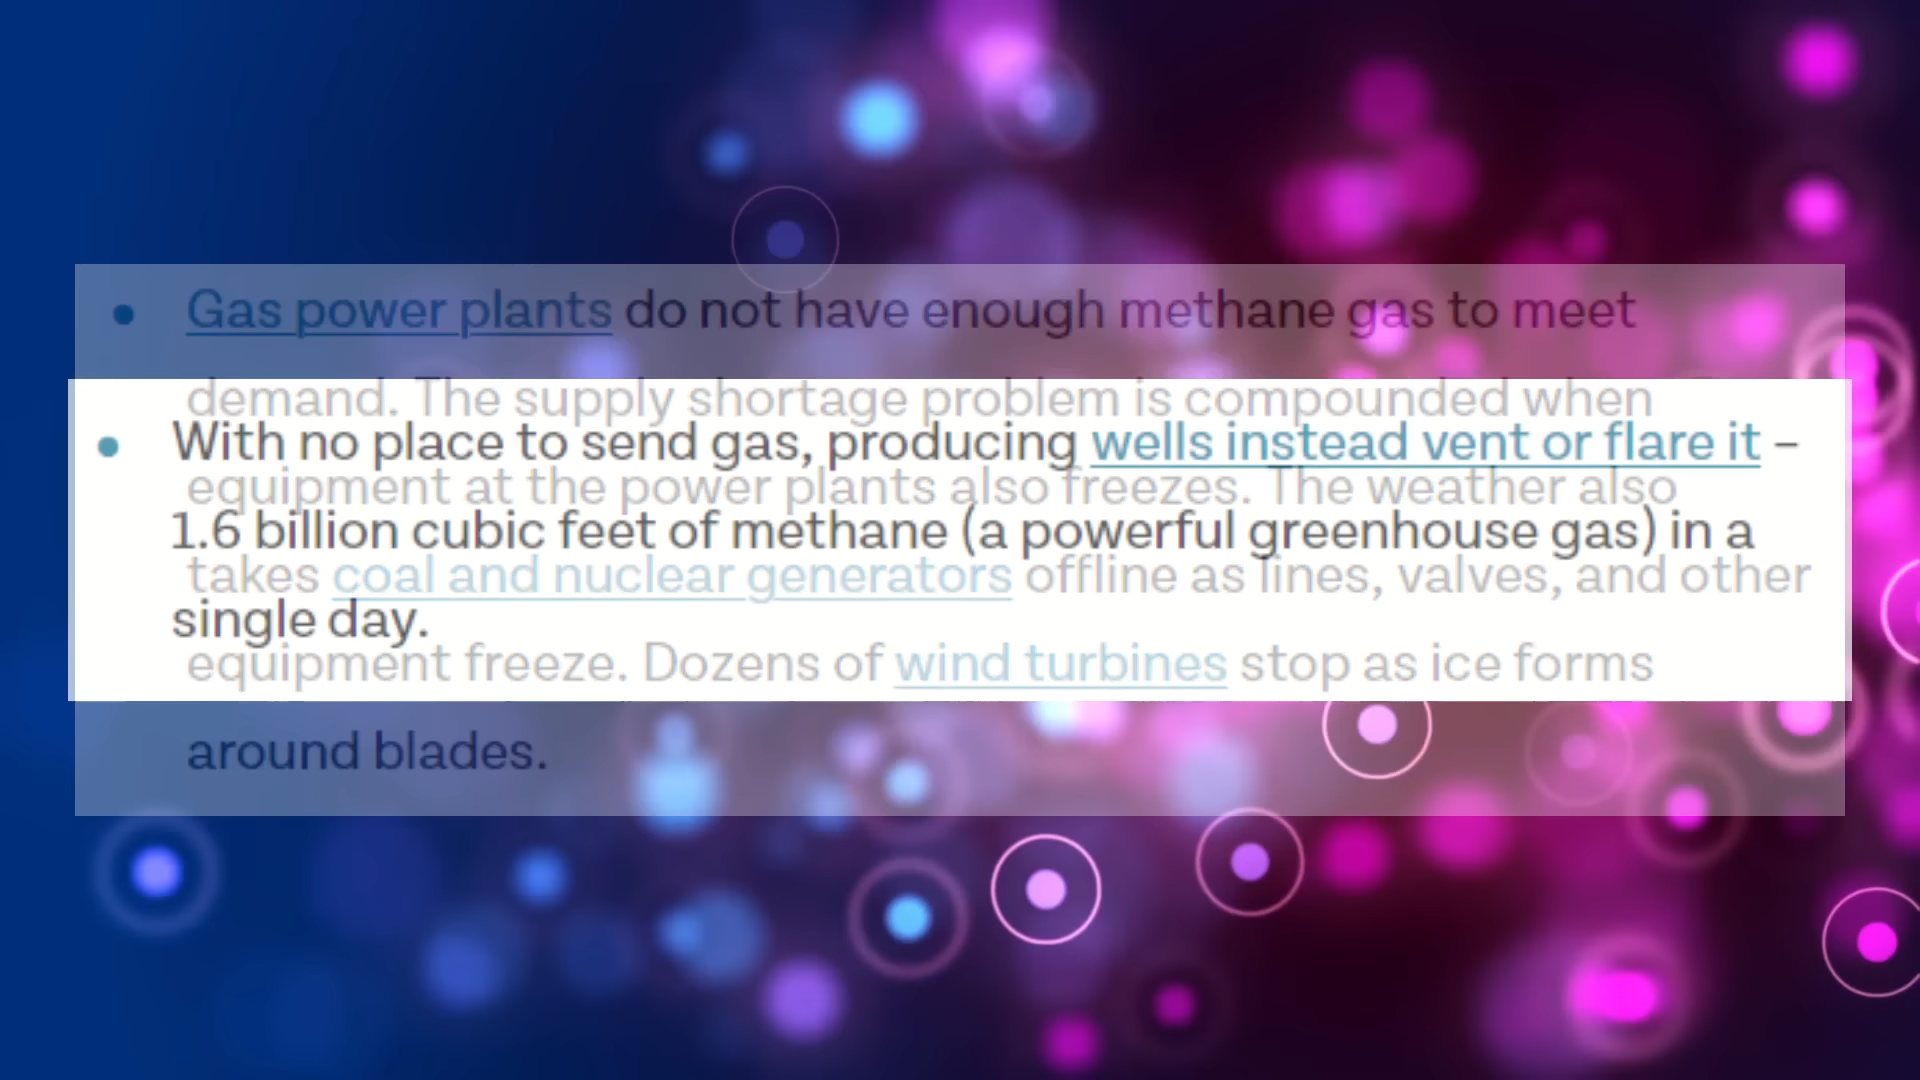 • Gas power plants do not have enough methane gas to meet
demand. The supply shortage problem is compounded when
equipment at the power plants also freezes. The weather also
takes coal and nuclear generators offline as lines, valves, and other
equipment freeze. Dozens of wind turbines stop as ice forms
around blades.
• With no place to send gas, producing wells instead vent or flare it –
1.6 billion cubic feet of methane (a powerful greenhouse gas) in a
single day.